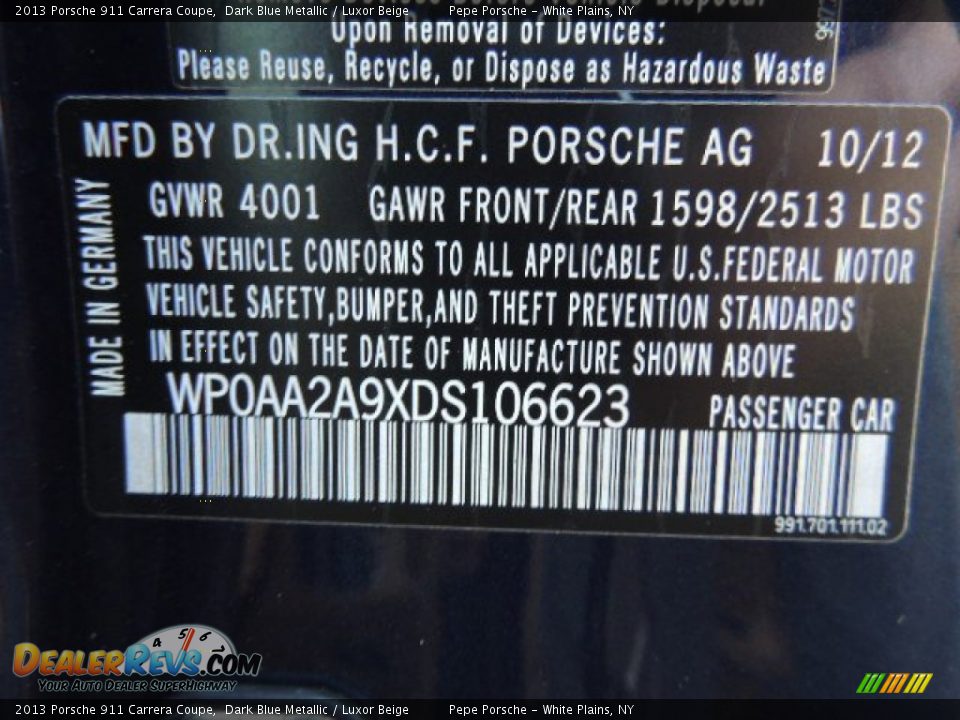 2013 Porsche 911 Carrera Coupe, Dark Blue Metallic / Luxor Beige Pepe Porsche - White Plains, NY
Upon Removal of Devices:
Please Reuse, Recycle, or Dispose as Hazardous Waste
MFD BY DR.ING H.C.F. PORSCHE AG 10/12
GVWR 4001 GAWR FRONT/REAR 1598/2513 LBS
THIS VEHICLE CONFORMS TO ALL APPLICABLE U.S.FEDERAL MOTOR
VEHICLE SAFETY,BUMPER,AND THEFT PREVENTION STANDARDS
IN EFFECT ON THE DATE OF MANUFACTURE SHOWN ABOVE
MADE IN GERMANY
WP0AA2A9XDS106623 PASSENGER CAR
991.701.111.02
4 5 6
DEALERREVS.COM
YOUR AUTO DEALER SUPERHIGHWAY
2013 Porsche 911 Carrera Coupe, Dark Blue Metallic / Luxor Beige Pepe Porsche - White Plains, NY